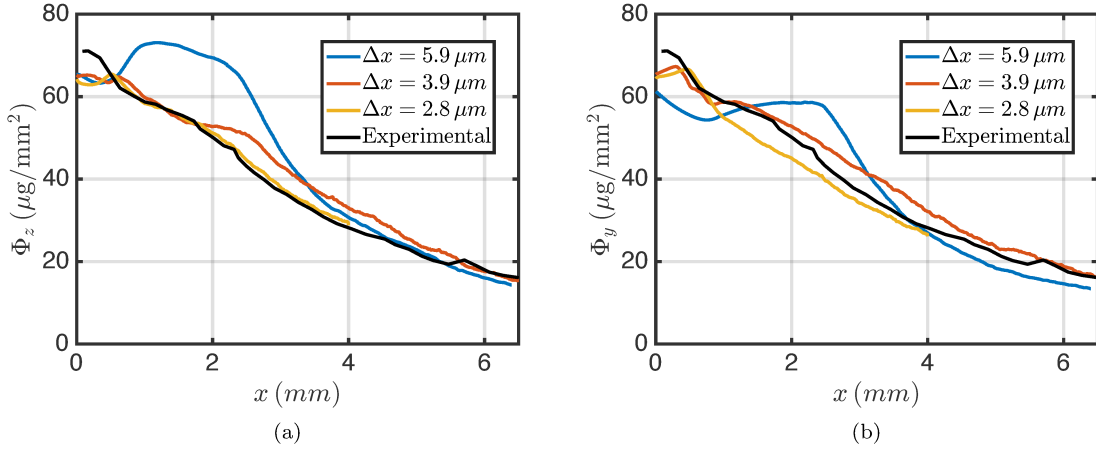 80
60
40
20
0
Φz (μg/mm²)
0 2 4 6
x (mm)
Δx = 5.9 μm
Δx = 3.9 μm
Δx = 2.8 μm
Experimental
(a)
80
60
40
20
0
Φy (μg/mm²)
0 2 4 6
x (mm)
Δx = 5.9 μm
Δx = 3.9 μm
Δx = 2.8 μm
Experimental
(b)